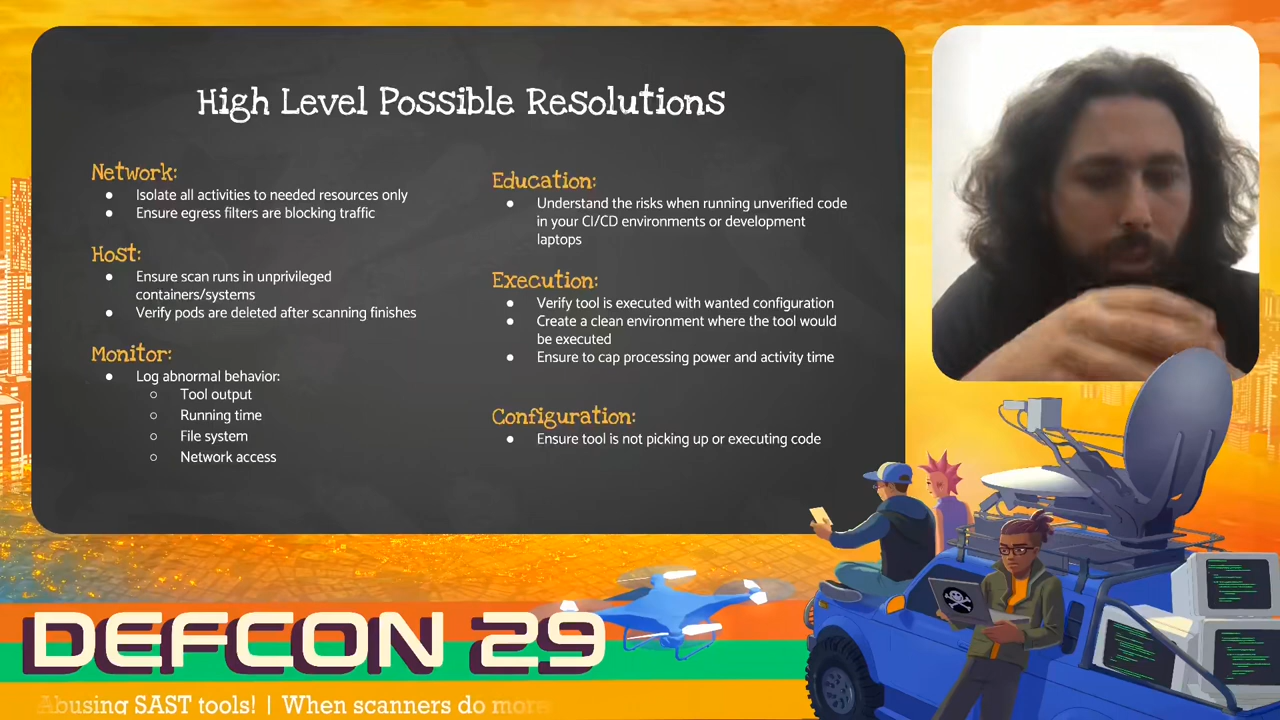 High Level Possible Resolutions
Network:
● Isolate all activities to needed resources only
● Ensure egress filters are blocking traffic
Host:
● Ensure scan runs in unprivileged
containers/systems
● Verify pods are deleted after scanning finishes
Monitor:
● Log abnormal behavior:
○ Tool output
○ Running time
○ File system
○ Network access
Education:
● Understand the risks when running unverified code
in your CI/CD environments or development
laptops
Execution:
● Verify tool is executed with wanted configuration
● Create a clean environment where the tool would
be executed
● Ensure to cap processing power and activity time
Configuration:
● Ensure tool is not picking up or executing code
DEFCON 29
Abusing SAST tools! | When scanners do more